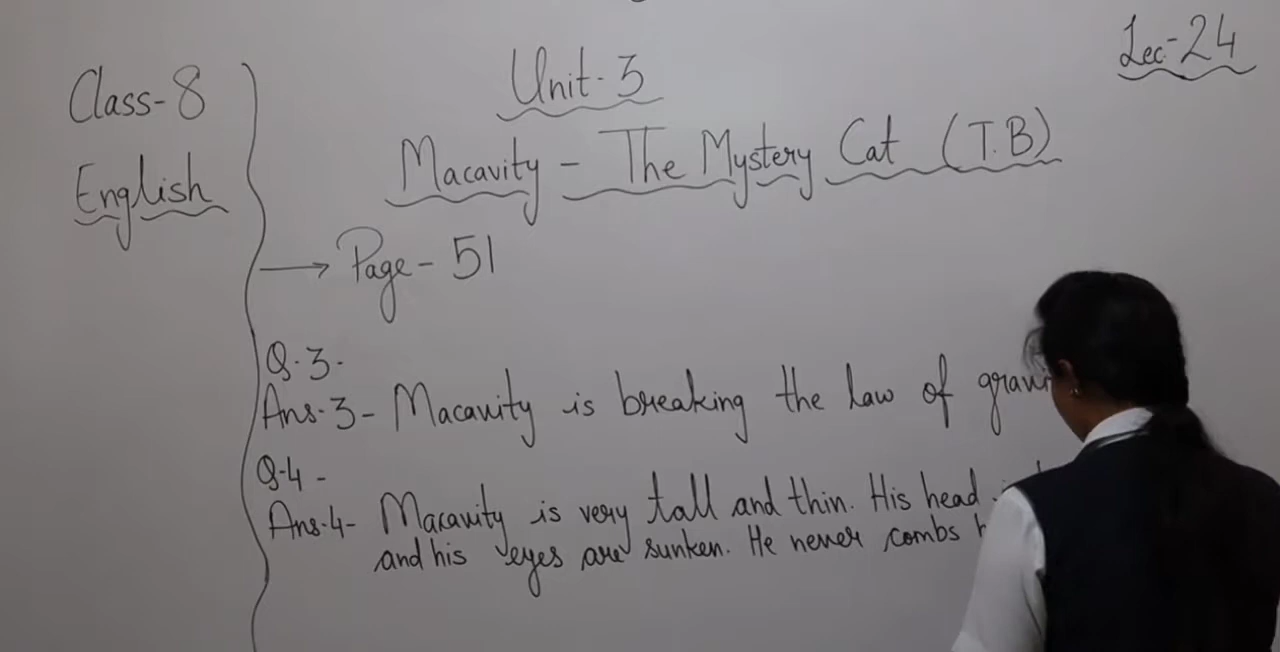 Lec-24
Class-8
Unit-3
English
Macavity - The Mystery Cat (T.B)
→ Page-51
Q.3-
Ans.3- Macavity is breaking the law of
Q-4-
Ans.4- Macavity is very tall and thin. His head
and his eyes are sunken. He never combs